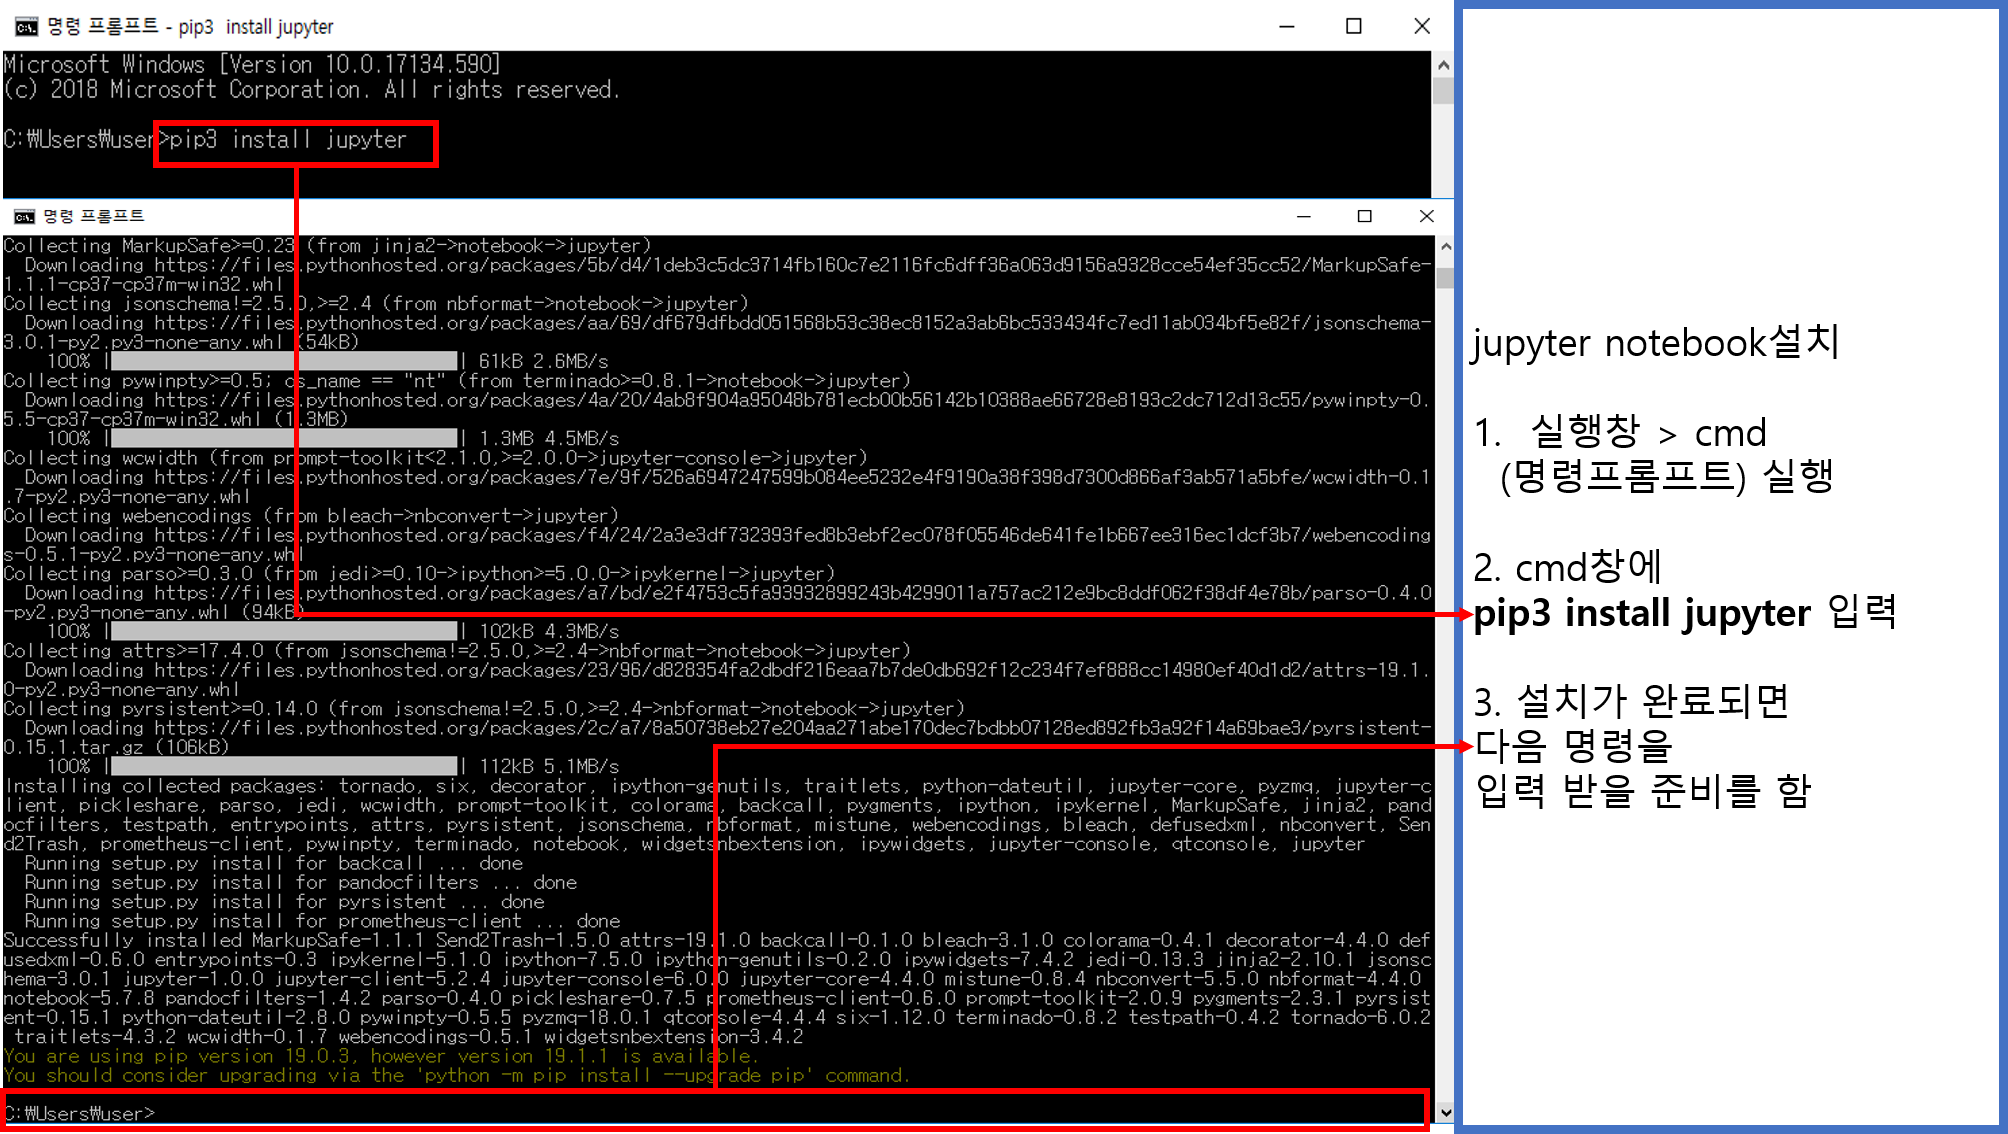 명령 프롬프트 - pip3  install jupyter
Microsoft Windows [Version 10.0.17134.590]
(c) 2018 Microsoft Corporation. All rights reserved.
C:₩Users₩user>pip3 install jupyter
명령 프롬프트
Collecting MarkupSafe>=0.23 (from jinja2->notebook->jupyter)
  Downloading https://files.pythonhosted.org/packages/5b/d4/1deb3c5dc3714fb160c7e2116fc6dff36a063d9156a9328cce54ef35cc52/MarkupSafe-
1.1.1-cp37-cp37m-win32.whl
Collecting jsonschema!=2.5.0,>=2.4 (from nbformat->notebook->jupyter)
  Downloading https://files.pythonhosted.org/packages/aa/69/df679dfbdd051568b53c38ec8152a3ab6bc533434fc7ed11ab034bf5e82f/jsonschema-
3.0.1-py2.py3-none-any.whl (54kB)
    100% |████████████████████████████████| 61kB 2.6MB/s
Collecting pywinpty>=0.5; os_name == "nt" (from terminado>=0.8.1->notebook->jupyter)
  Downloading https://files.pythonhosted.org/packages/4a/20/4ab8f904a95048b781ecb00b56142b10388ae66728e8193c2dc712d13c55/pywinpty-0.
5.5-cp37-cp37m-win32.whl (1.3MB)
    100% |████████████████████████████████| 1.3MB 4.5MB/s
Collecting wcwidth (from prompt-toolkit<2.1.0,>=2.0.0->jupyter-console->jupyter)
  Downloading https://files.pythonhosted.org/packages/7e/9f/526a6947247599b084ee5232e4f9190a38f398d7300d866af3ab571a5bfe/wcwidth-0.1
.7-py2.py3-none-any.whl
Collecting webencodings (from bleach->nbconvert->jupyter)
  Downloading https://files.pythonhosted.org/packages/f4/24/2a3e3df732393fed8b3ebf2ec078f05546de641fe1b667ee316ec1dcf3b7/webencoding
s-0.5.1-py2.py3-none-any.whl
Collecting parso>=0.3.0 (from jedi>=0.10->ipython>=5.0.0->ipykernel->jupyter)
  Downloading https://files.pythonhosted.org/packages/a7/bd/e2f4753c5fa93932899243b4299011a757ac212e9bc8ddf062f38df4e78b/parso-0.4.0
-py2.py3-none-any.whl (94kB)
    100% |████████████████████████████████| 102kB 4.3MB/s
Collecting attrs>=17.4.0 (from jsonschema!=2.5.0,>=2.4->nbformat->notebook->jupyter)
  Downloading https://files.pythonhosted.org/packages/23/96/d828354fa2dbdf216eaa7b7de0db692f12c234f7ef888cc14980ef40d1d2/attrs-19.1.
0-py2.py3-none-any.whl
Collecting pyrsistent>=0.14.0 (from jsonschema!=2.5.0,>=2.4->nbformat->notebook->jupyter)
  Downloading https://files.pythonhosted.org/packages/2c/a7/8a50738eb27e204aa271abe170dec7bdbb07128ed892fb3a92f14a69bae3/pyrsistent-
0.15.1.tar.gz (106kB)
    100% |████████████████████████████████| 112kB 5.1MB/s
Installing collected packages: tornado, six, decorator, ipython-genutils, traitlets, python-dateutil, jupyter-core, pyzmq, jupyter-c
lient, pickleshare, parso, jedi, wcwidth, prompt-toolkit, colorama, backcall, pygments, ipython, ipykernel, MarkupSafe, jinja2, pand
ocfilters, testpath, entrypoints, attrs, pyrsistent, jsonschema, nbformat, mistune, webencodings, bleach, defusedxml, nbconvert, Sen
d2Trash, prometheus-client, pywinpty, terminado, notebook, widgetsnbextension, ipywidgets, jupyter-console, qtconsole, jupyter
  Running setup.py install for backcall ... done
  Running setup.py install for pandocfilters ... done
  Running setup.py install for pyrsistent ... done
  Running setup.py install for prometheus-client ... done
Successfully installed MarkupSafe-1.1.1 Send2Trash-1.5.0 attrs-19.1.0 backcall-0.1.0 bleach-3.1.0 colorama-0.4.1 decorator-4.4.0 def
usedxml-0.6.0 entrypoints-0.3 ipykernel-5.1.0 ipython-7.5.0 ipython-genutils-0.2.0 ipywidgets-7.4.2 jedi-0.13.3 jinja2-2.10.1 jsonsc
hema-3.0.1 jupyter-1.0.0 jupyter-client-5.2.4 jupyter-console-6.0.0 jupyter-core-4.4.0 mistune-0.8.4 nbconvert-5.5.0 nbformat-4.4.0
notebook-5.7.8 pandocfilters-1.4.2 parso-0.4.0 pickleshare-0.7.5 prometheus-client-0.6.0 prompt-toolkit-2.0.9 pygments-2.3.1 pyrsist
ent-0.15.1 python-dateutil-2.8.0 pywinpty-0.5.5 pyzmq-18.0.1 qtconsole-4.4.4 six-1.12.0 terminado-0.8.2 testpath-0.4.2 tornado-6.0.2
 traitlets-4.3.2 wcwidth-0.1.7 webencodings-0.5.1 widgetsnbextension-3.4.2
You are using pip version 19.0.3, however version 19.1.1 is available.
You should consider upgrading via the 'python -m pip install --upgrade pip' command.
C:₩Users₩user>
jupyter notebook설치
1. 실행창 > cmd
(명령프롬프트) 실행
2. cmd창에
pip3 install jupyter 입력
3. 설치가 완료되면
다음 명령을
입력 받을 준비를 함